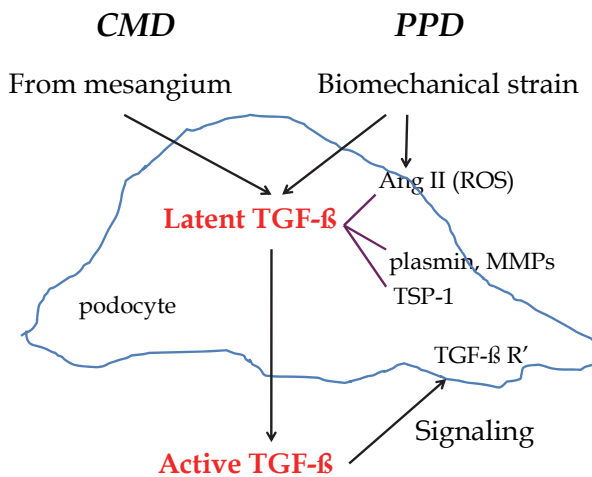 CMD
PPD
From mesangium
Biomechanical strain
Ang II (ROS)
Latent TGF-ß
plasmin, MMPs
TSP-1
podocyte
TGF-ß R’
Signaling
Active TGF-ß